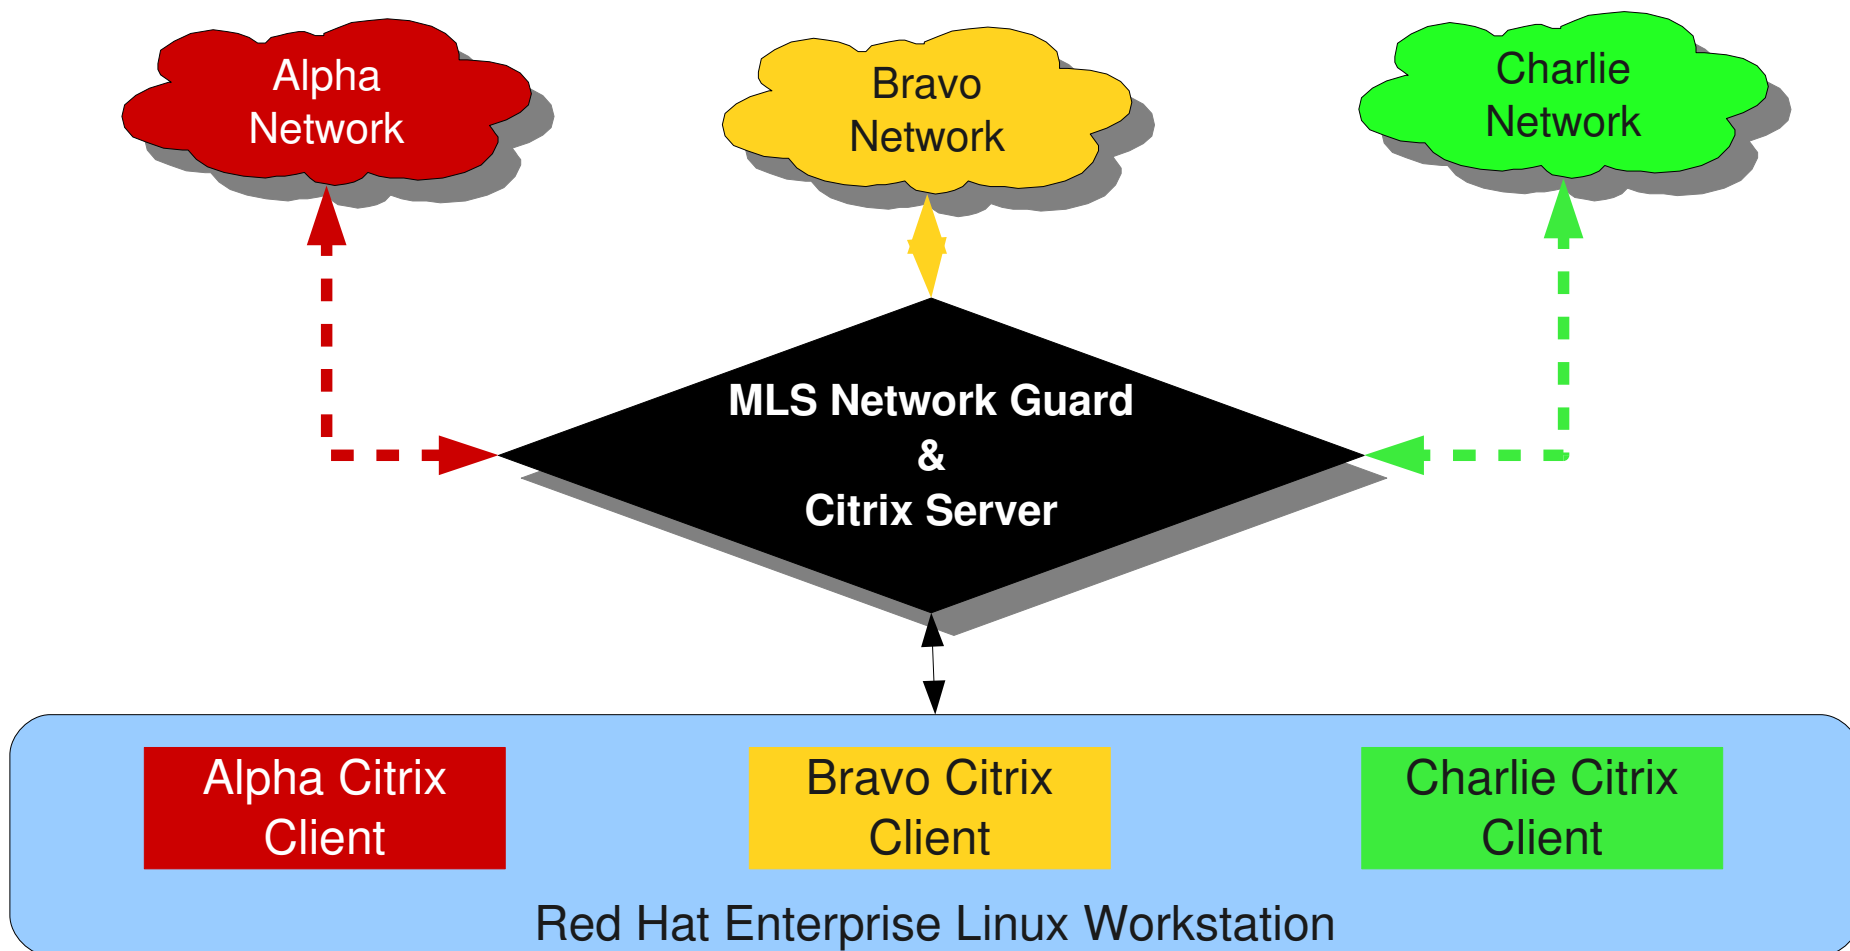 Alpha
Network
Bravo
Network
Charlie
Network
MLS Network Guard
&
Citrix Server
Alpha Citrix
Client
Bravo Citrix
Client
Charlie Citrix
Client
Red Hat Enterprise Linux Workstation